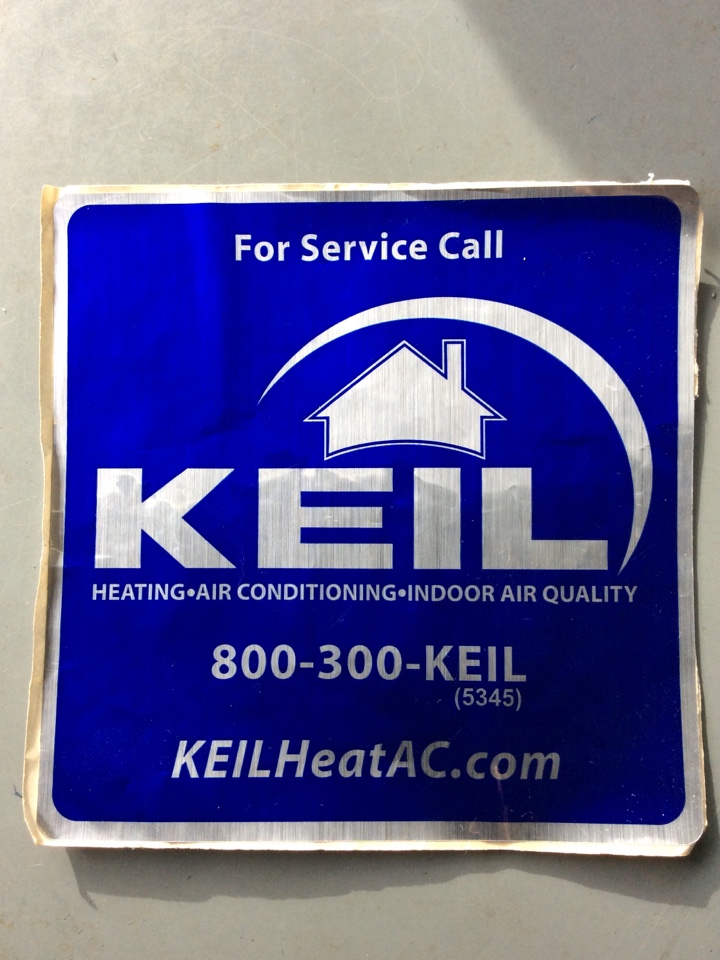 For Service Call
KEIL
HEATING•AIR CONDITIONING•INDOOR AIR QUALITY
800-300-KEIL
(5345)
KEILHeatAC.com